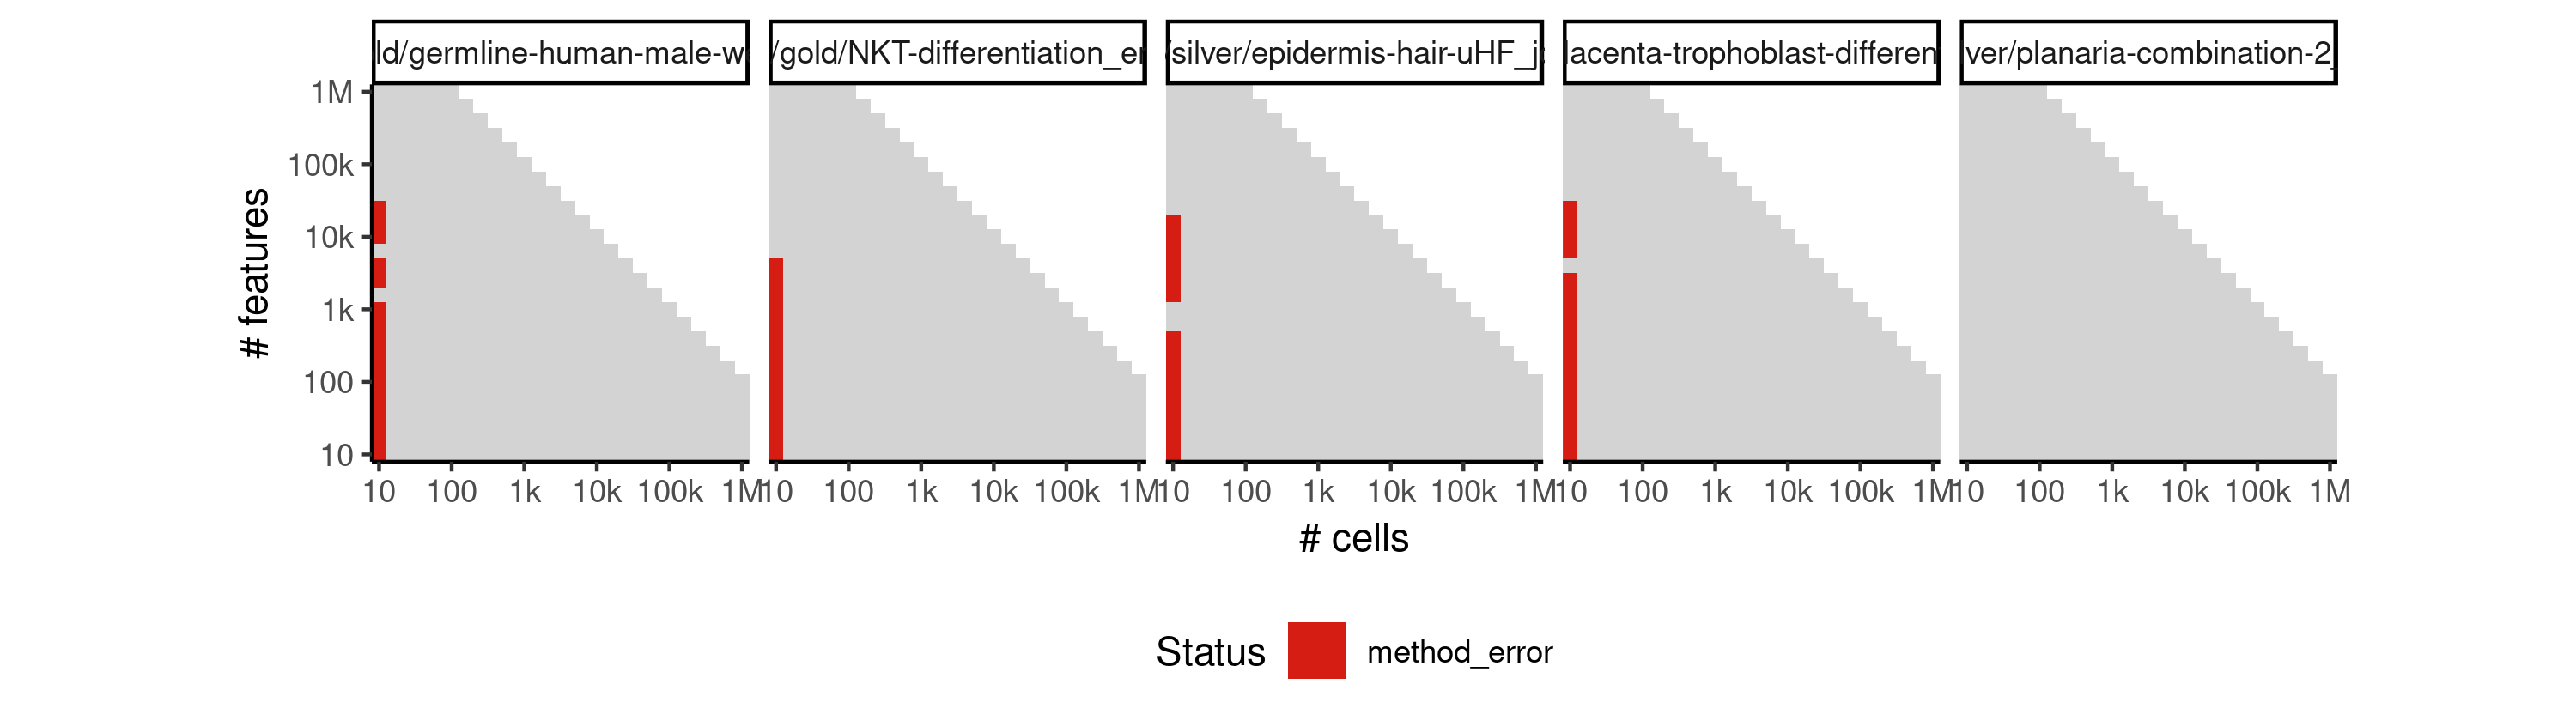 ld/germline-human-male-w
/gold/NKT-differentiation_er
/silver/epidermis-hair-uHF_j
lacenta-trophoblast-differen
ver/planaria-combination-2
# features
1M
100k
10k
1k
100
10
10 100 1k 10k 100k 1M
10 100 1k 10k 100k 1M
10 100 1k 10k 100k 1M
10 100 1k 10k 100k 1M
10 100 1k 10k 100k 1M
# cells
Status method_error